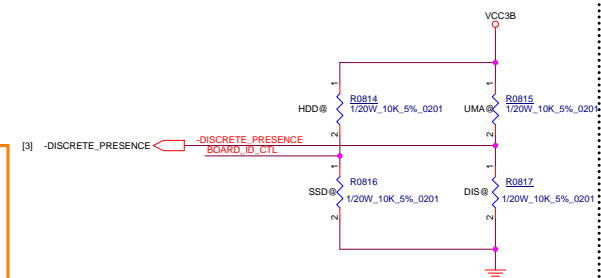 VCC3B
1
1
HDD@
R0814
1/20W_10K_5%_0201
UMA@
R0815
1/20W_10K_5%_0201
2
2
[3] -DISCRETE_PRESENCE
-DISCRETE_PRESENCE
BOARD_ID_CTL
1
1
SSD@
R0816
1/20W_10K_5%_0201
DIS@
R0817
1/20W_10K_5%_0201
2
2